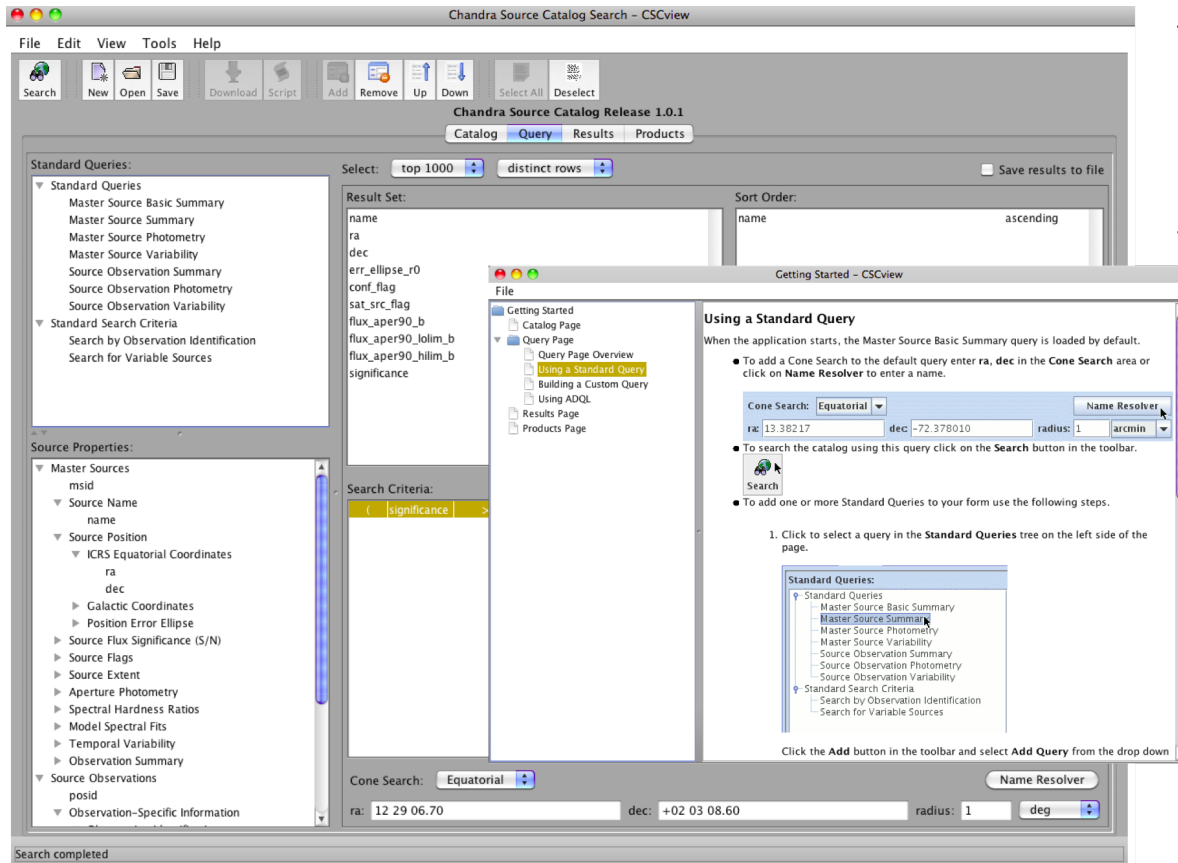 Chandra Source Catalog Search – CSCview
File Edit View Tools Help
Search New Open Save Download Script Add Remove Up Down Select All Deselect
Chandra Source Catalog Release 1.0.1
Catalog Query Results Products
Standard Queries:
Standard Queries
Master Source Basic Summary
Master Source Summary
Master Source Photometry
Master Source Variability
Source Observation Summary
Source Observation Photometry
Source Observation Variability
Standard Search Criteria
Search by Observation Identification
Search for Variable Sources
Source Properties:
Master Sources
msid
Source Name
name
Source Position
ICRS Equatorial Coordinates
ra
dec
Galactic Coordinates
Position Error Ellipse
Source Flux Significance (S/N)
Source Flags
Source Extent
Aperture Photometry
Spectral Hardness Ratios
Model Spectral Fits
Temporal Variability
Observation Summary
Source Observations
posid
Observation-Specific Information
Select: top 1000 distinct rows Save results to file
Result Set:
name
ra
dec
err_ellipse_r0
conf_flag
sat_src_flag
flux_aper90_b
flux_aper90_lolim_b
flux_aper90_hilim_b
significance
Sort Order:
name ascending
Search Criteria:
( significance >
Cone Search: Equatorial Name Resolver
ra: 12 29 06.70 dec: +02 03 08.60 radius: 1 deg
Search completed
Getting Started – CSCview
File
Getting Started
Catalog Page
Query Page
Query Page Overview
Using a Standard Query
Building a Custom Query
Using ADQL
Results Page
Products Page
Using a Standard Query
When the application starts, the Master Source Basic Summary query is loaded by default.
To add a Cone Search to the default query enter ra, dec in the Cone Search area or
click on Name Resolver to enter a name.
Cone Search: Equatorial Name Resolver
ra: 13.38217 dec: -72.378010 radius: 1 arcmin
To search the catalog using this query click on the Search button in the toolbar.
Search
To add one or more Standard Queries to your form use the following steps.
1. Click to select a query in the Standard Queries tree on the left side of the
page.
Standard Queries:
Standard Queries
Master Source Basic Summary
Master Source Summary
Master Source Photometry
Master Source Variability
Source Observation Summary
Source Observation Photometry
Source Observation Variability
Standard Search Criteria
Search by Observation Identification
Search for Variable Sources
Click the Add button in the toolbar and select Add Query from the drop down